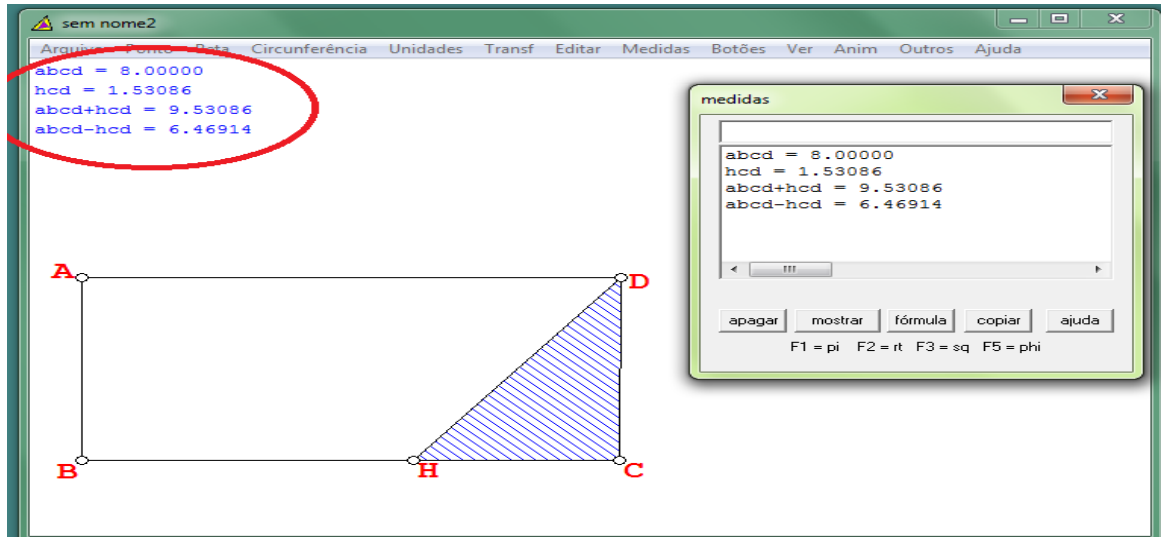 sem nome2
Arquivo Ponto Reta Circunferência Unidades Transf Editar Medidas Botões Ver Anim Outros Ajuda
abcd = 8.00000
hcd = 1.53086
abcd+hcd = 9.53086
abcd-hcd = 6.46914
medidas
abcd = 8.00000
hcd = 1.53086
abcd+hcd = 9.53086
abcd-hcd = 6.46914
apagar mostrar fórmula copiar ajuda
F1 = pi F2 = rt F3 = sq F5 = phi
A
D
B
H
C